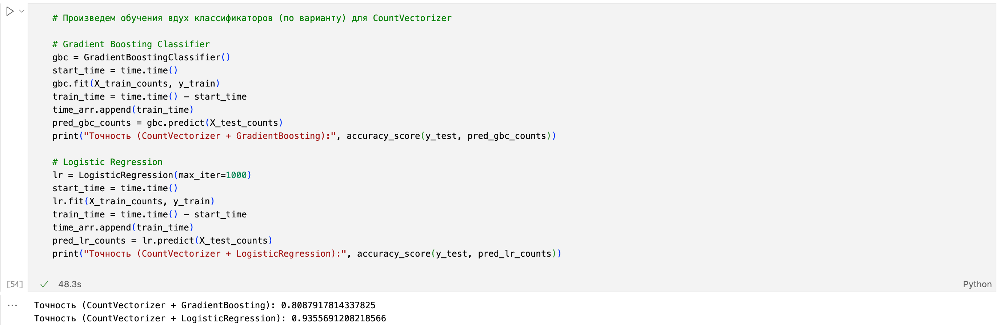 # Произведем обучения вдух классификаторов (по варианту) для CountVectorizer
# Gradient Boosting Classifier
gbc = GradientBoostingClassifier()
start_time = time.time()
gbc.fit(X_train_counts, y_train)
train_time = time.time() - start_time
time_arr.append(train_time)
pred_gbc_counts = gbc.predict(X_test_counts)
print("Точность (CountVectorizer + GradientBoosting):", accuracy_score(y_test, pred_gbc_counts))
# Logistic Regression
lr = LogisticRegression(max_iter=1000)
start_time = time.time()
lr.fit(X_train_counts, y_train)
train_time = time.time() - start_time
time_arr.append(train_time)
pred_lr_counts = lr.predict(X_test_counts)
print("Точность (CountVectorizer + LogisticRegression):", accuracy_score(y_test, pred_lr_counts))
[54] ✓ 48.3s Python
Точность (CountVectorizer + GradientBoosting): 0.8087917814337825
Точность (CountVectorizer + LogisticRegression): 0.9355691208218566